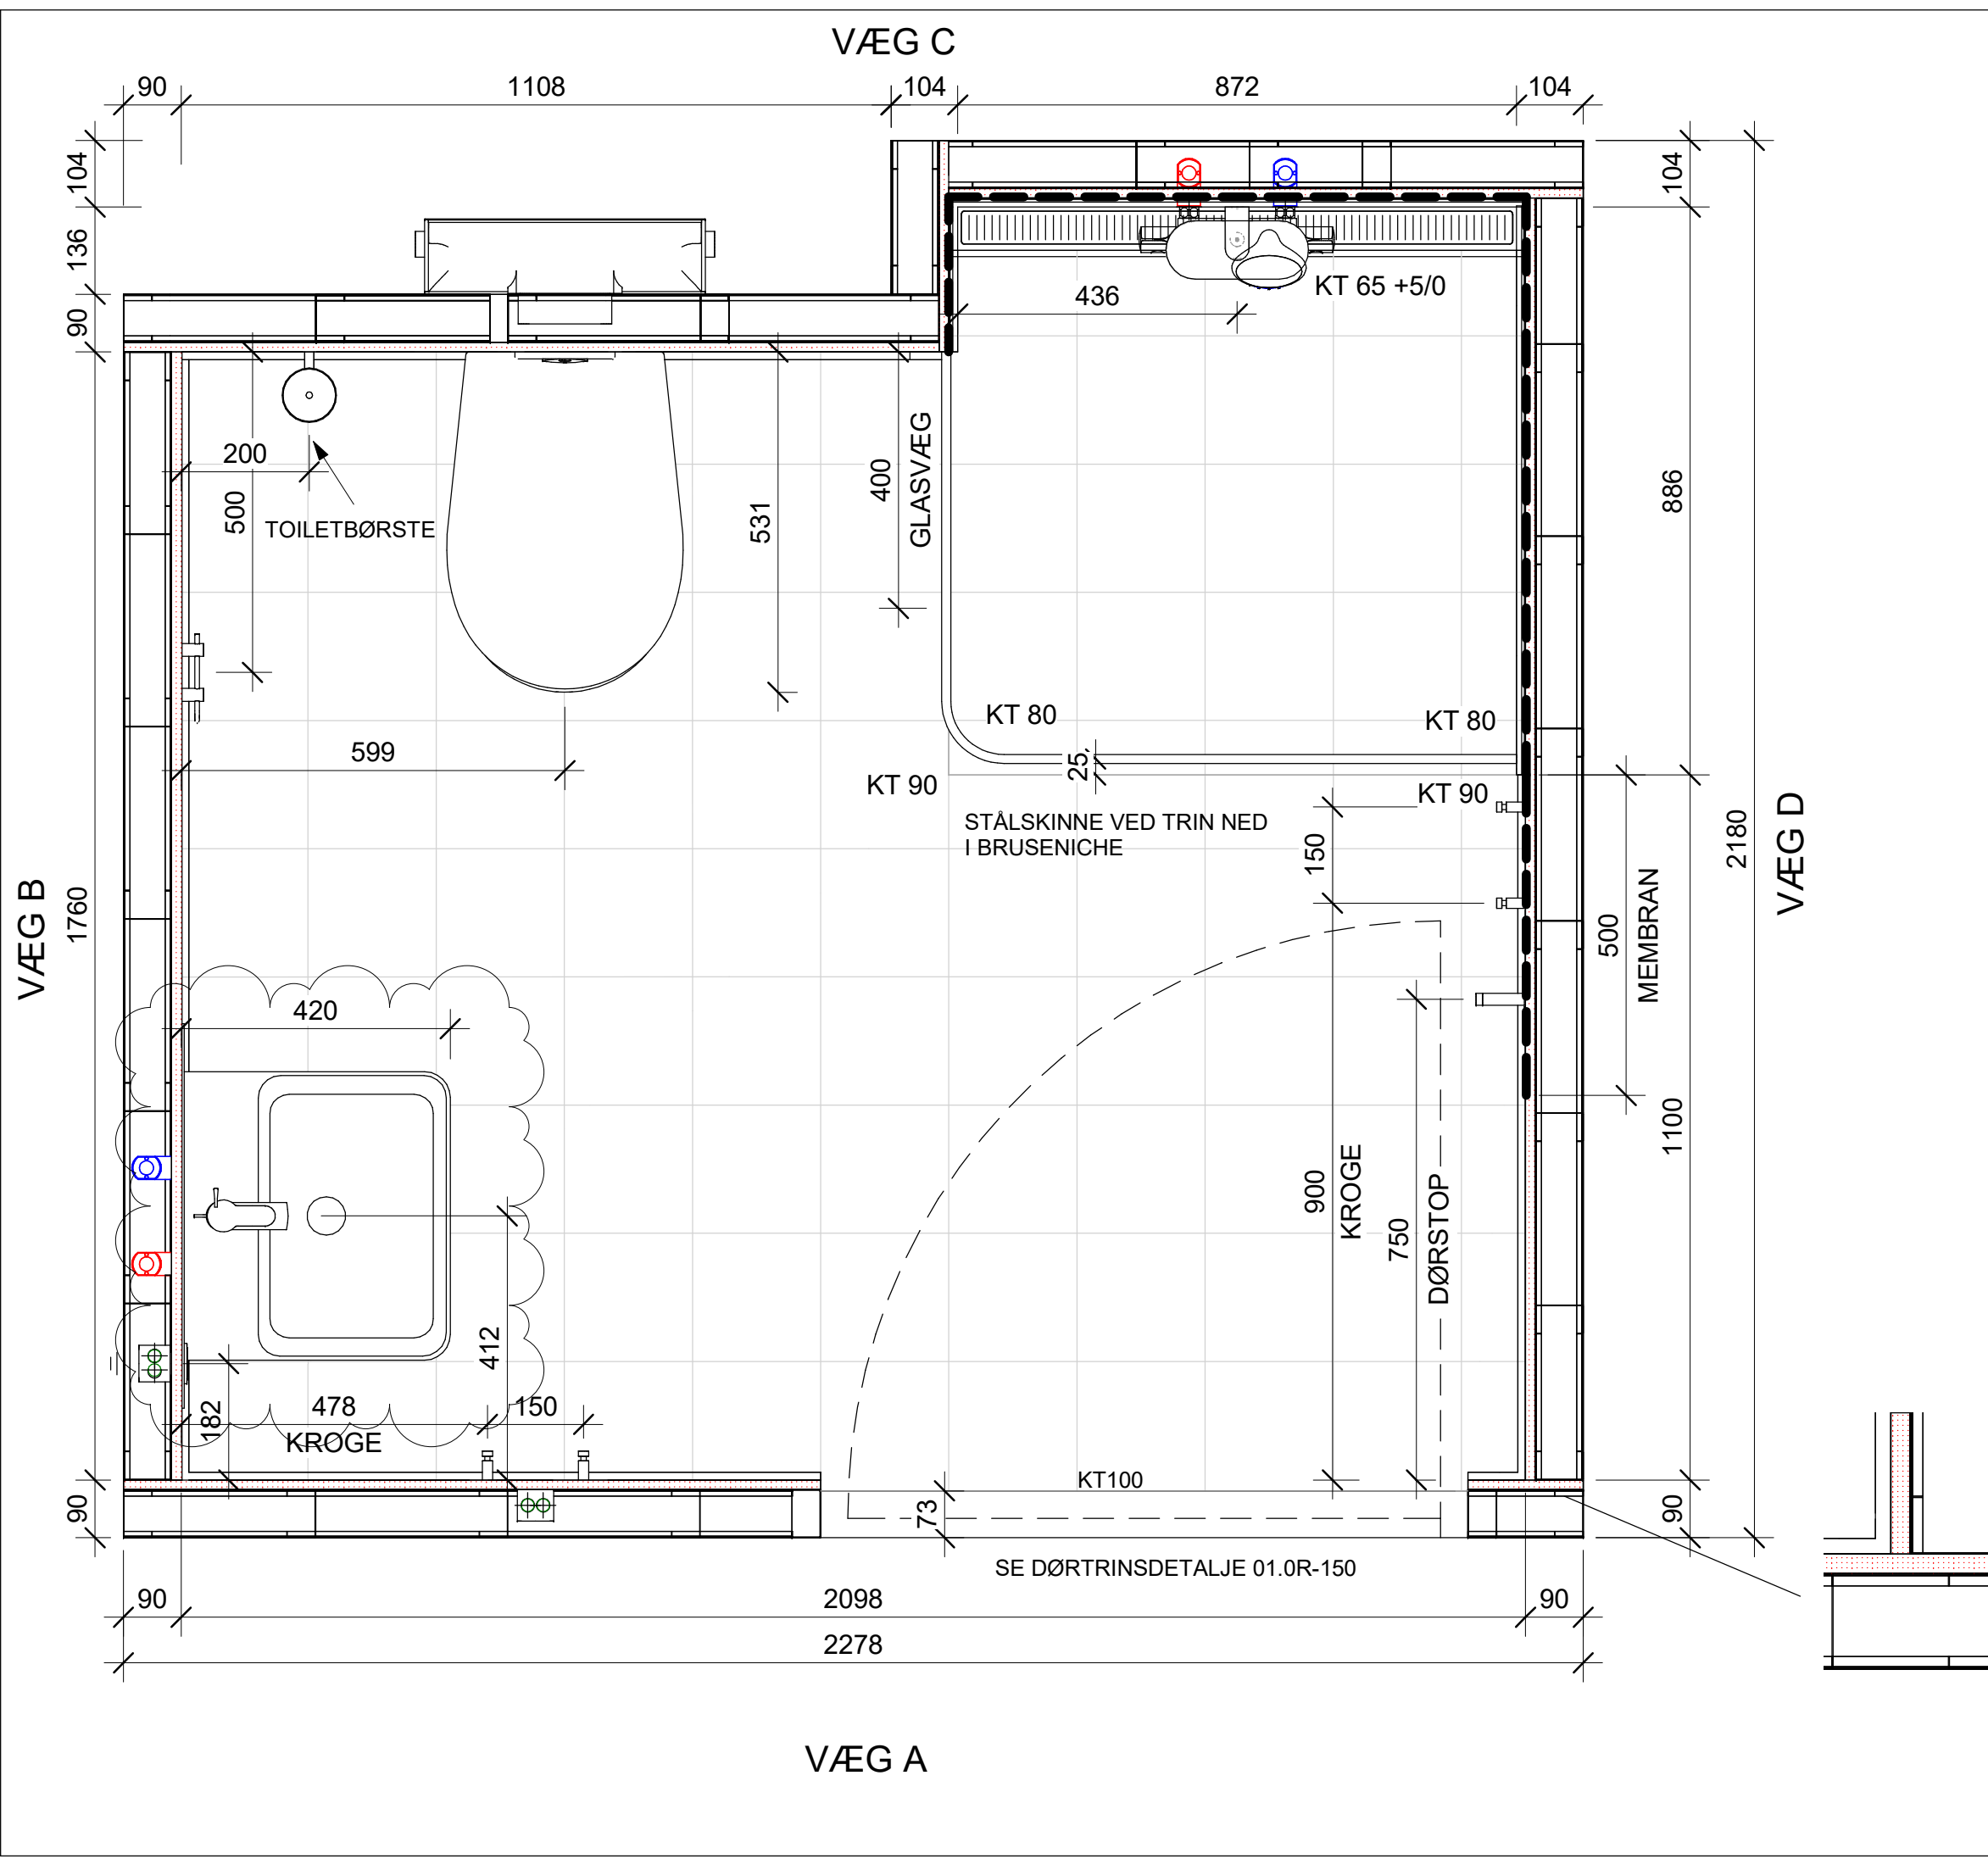 VÆG C
90
1108
104
872
104
104
136
90
1760
90
VÆG B
104
886
1100
90
2180
VÆG D
436
KT 65 +5/0
200
500
TOILETBØRSTE
531
400
GLASVÆG
599
KT 80
KT 80
25,
KT 90
KT 90
STÅLSKINNE VED TRIN NED
I BRUSENICHE
150
500
MEMBRAN
420
900
KROGE
750
DØRSTOP
412
182
478
150
KROGE
KT100
73
SE DØRTRINSDETALJE 01.0R-150
90
2098
90
2278
VÆG A